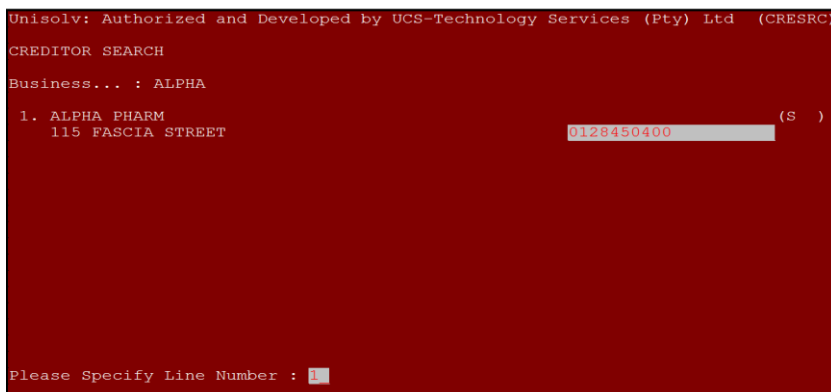 Unisolv: Authorized and Developed by UCS-Technology Services (Pty) Ltd (CRESRC)
CREDITOR SEARCH
Business... : ALPHA
1. ALPHA PHARM (S )
115 FASCIA STREET 0128450400
Please Specify Line Number : 1_